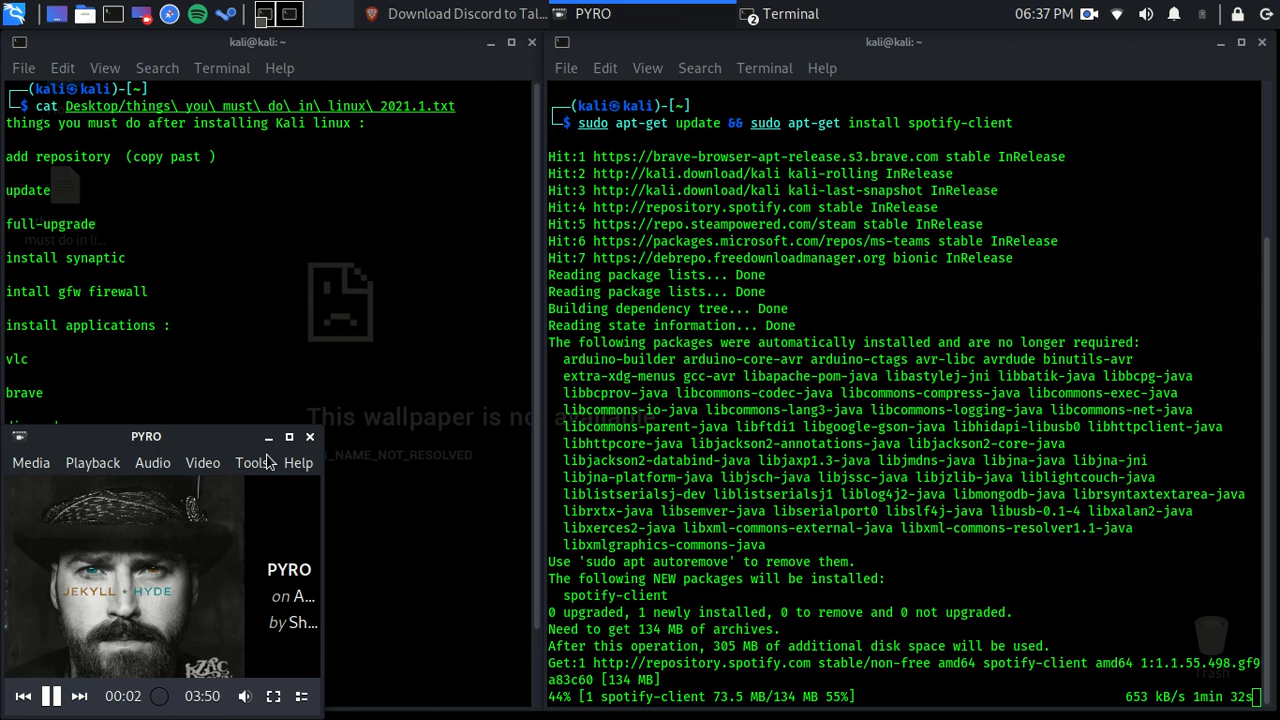 Download Discord to Tal...
PYRO
2 Terminal
06:37 PM
kali@kali: ~
File Edit View Search Terminal Help
┌──(kali㉿kali)-[~]
└─$ cat Desktop/things\ you\ must\ do\ in\ linux\ 2021.1.txt
things you must do after installing Kali linux :
add repository  (copy past )
update
full-upgrade
must do in li...
install synaptic
intall gfw firewall
install applications :
vlc
brave
This wallpaper is not available
_NAME_NOT_RESOLVED
PYRO
Media Playback Audio Video Tools Help
JEKYLL + HYDE
PYRO
on A...
by Sh...
00:02 03:50
kali@kali: ~
File Edit View Search Terminal Help
┌──(kali㉿kali)-[~]
└─$ sudo apt-get update && sudo apt-get install spotify-client
Hit:1 https://brave-browser-apt-release.s3.brave.com stable InRelease
Hit:2 http://kali.download/kali kali-rolling InRelease
Hit:3 http://kali.download/kali kali-last-snapshot InRelease
Hit:4 http://repository.spotify.com stable InRelease
Hit:5 https://repo.steampowered.com/steam stable InRelease
Hit:6 https://packages.microsoft.com/repos/ms-teams stable InRelease
Hit:7 https://debrepo.freedownloadmanager.org bionic InRelease
Reading package lists... Done
Reading package lists... Done
Building dependency tree... Done
Reading state information... Done
The following packages were automatically installed and are no longer required:
arduino-builder arduino-core-avr arduino-ctags avr-libc avrdude binutils-avr
extra-xdg-menus gcc-avr libapache-pom-java libastylej-jni libbatik-java libbcpg-java
libbcprov-java libcommons-codec-java libcommons-compress-java libcommons-exec-java
libcommons-io-java libcommons-lang3-java libcommons-logging-java libcommons-net-java
libcommons-parent-java libftdi1 libgoogle-gson-java libhidapi-libusb0 libhttpclient-java
libhttpcore-java libjackson2-annotations-java libjackson2-core-java
libjackson2-databind-java libjaxp1.3-java libjmdns-java libjna-java libjna-jni
libjna-platform-java libjsch-java libjssc-java libjzlib-java liblightcouch-java
liblistserialsj-dev liblistserialsj1 liblog4j2-java libmongodb-java librsyntaxtextarea-java
librxtx-java libsemver-java libserialport0 libslf4j-java libusb-0.1-4 libxalan2-java
libxerces2-java libxml-commons-external-java libxml-commons-resolver1.1-java
libxmlgraphics-commons-java
Use 'sudo apt autoremove' to remove them.
The following NEW packages will be installed:
spotify-client
0 upgraded, 1 newly installed, 0 to remove and 0 not upgraded.
Need to get 134 MB of archives.
After this operation, 305 MB of additional disk space will be used.
Get:1 http://repository.spotify.com stable/non-free amd64 spotify-client amd64 1:1.1.55.498.gf9
a83c60 [134 MB]
44% [1 spotify-client 73.5 MB/134 MB 55%] 653 kB/s 1min 32s
Trash